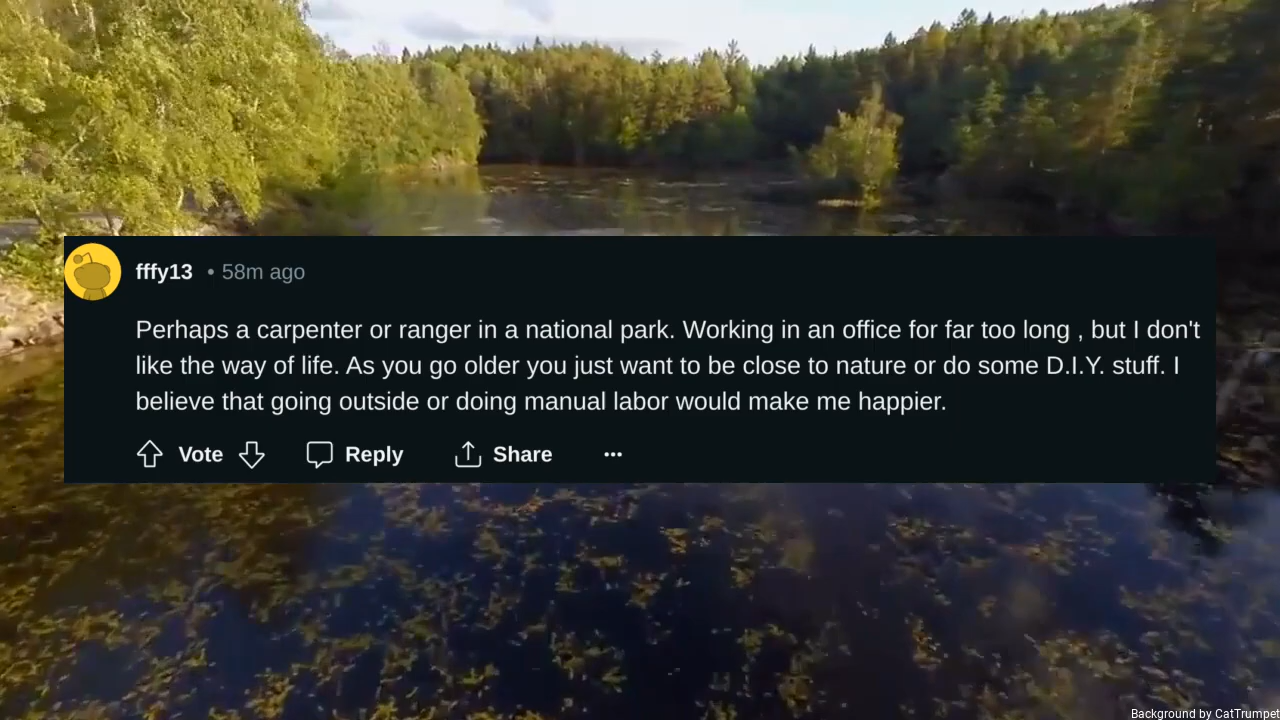 fffy13 • 58m ago
Perhaps a carpenter or ranger in a national park. Working in an office for far too long , but I don't
like the way of life. As you go older you just want to be close to nature or do some D.I.Y. stuff. I
believe that going outside or doing manual labor would make me happier.
Vote Reply Share ···
Background by CatTrumpet